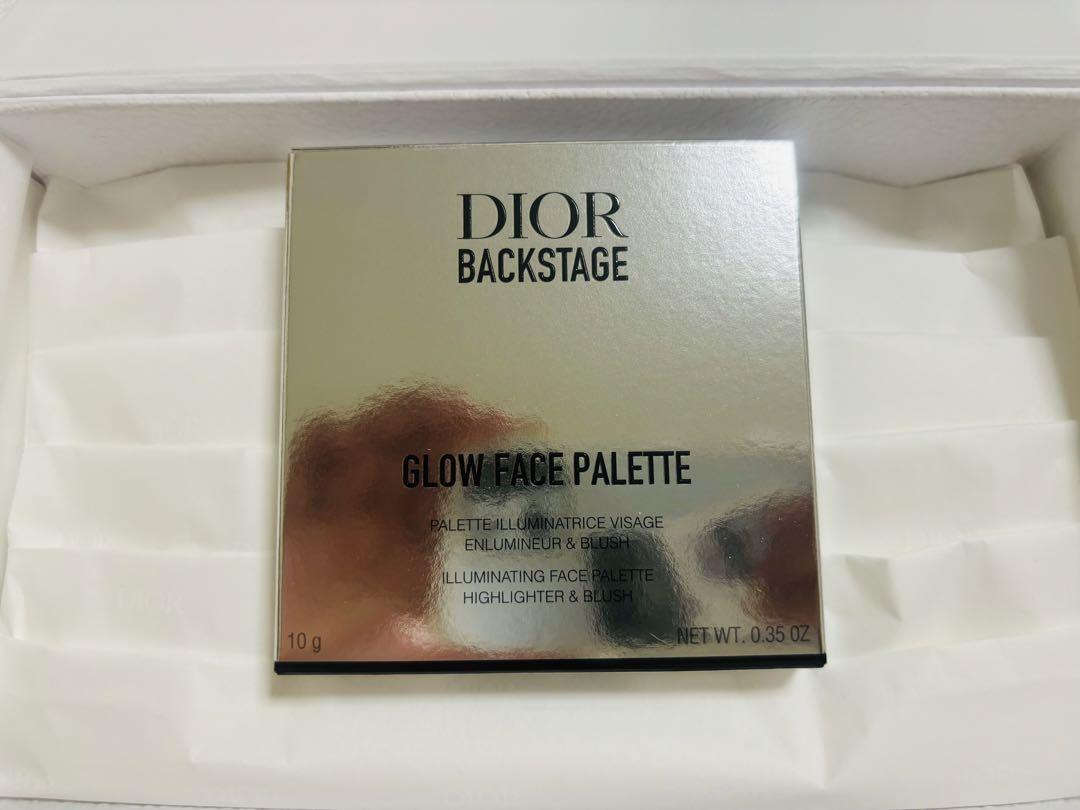 DIOR
BACKSTAGE
GLOW FACE PALETTE
PALETTE ILLUMINATRICE VISAGE
ENLUMINEUR & BLUSH
ILLUMINATING FACE PALETTE
HIGHLIGHTER & BLUSH
10 g
NET WT. 0.35 OZ